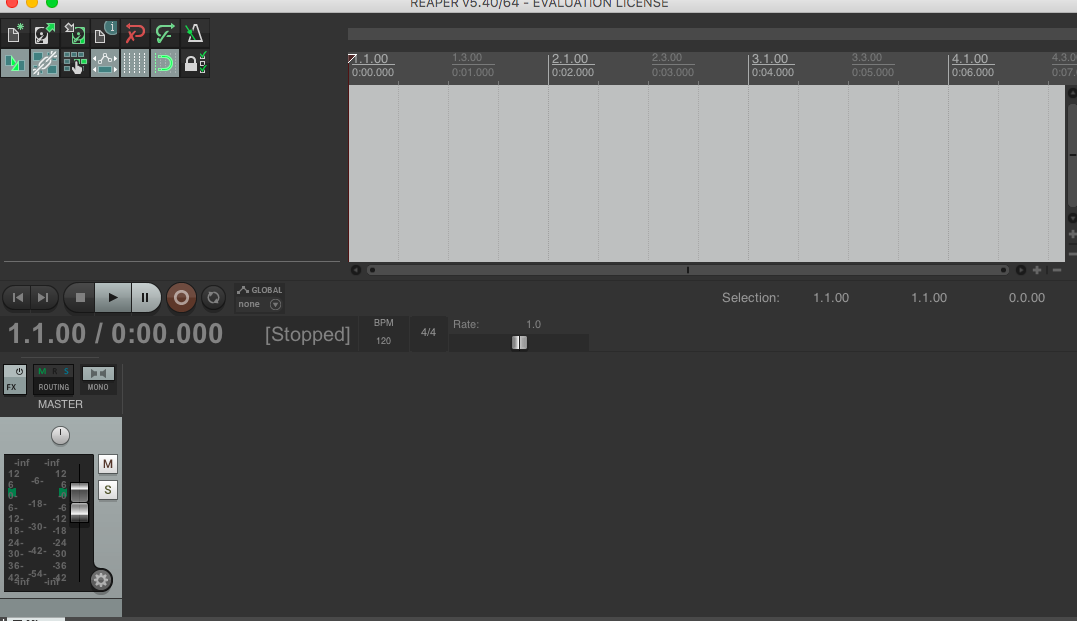 REAPER v5.40/64 - EVALUATION LICENSE
1.1.00 1.3.00 2.1.00 2.3.00 3.1.00 3.3.00 4.1.00 4.3.0
0:00.000 0:01.000 0:02.000 0:03.000 0:04.000 0:05.000 0:06.000 0:07.
GLOBAL
none
Selection: 1.1.00 1.1.00 0.0.00
1.1.00 / 0:00.000 [Stopped]
BPM
120
4/4
Rate: 1.0
FX
M S
ROUTING
MONO
MASTER
-inf -inf
12 12
6 -6- 6
6- -6
-18-
12- -12
18- -30- -18
24- -24
30- -42- -30
36- -36
42- -54- -42
-inf -inf
M
S